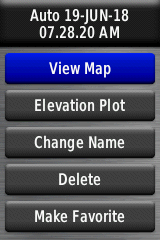 Auto 19-JUN-18
07.28.20 AM
View Map
Elevation Plot
Change Name
Delete
Make Favorite